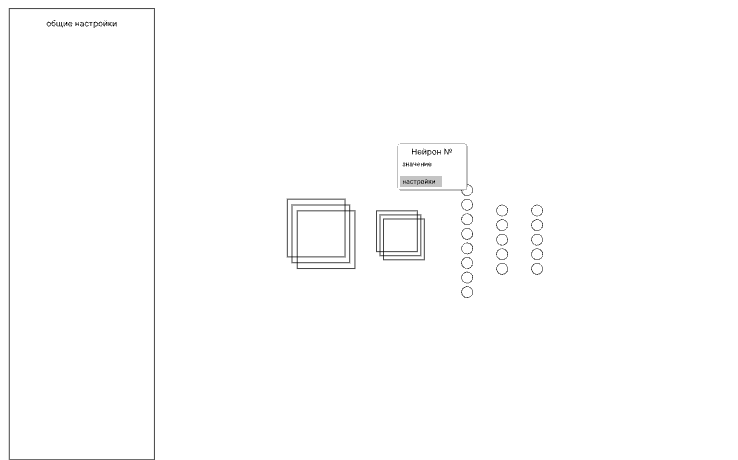 общие настройки
Нейрон №
значение
настройки